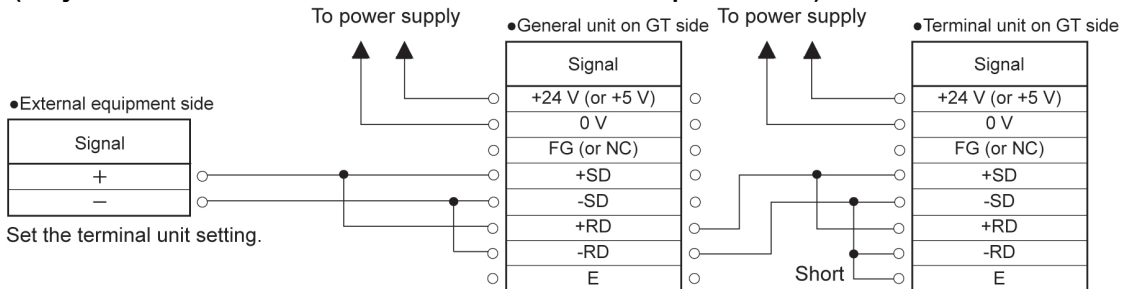 To power supply
To power supply
●General unit on GT side
●Terminal unit on GT side
Signal
Signal
●External equipment side
+24 V (or +5 V)
+24 V (or +5 V)
Signal
0 V
0 V
FG (or NC)
FG (or NC)
+
+SD
+SD
−
-SD
-SD
Set the terminal unit setting.
+RD
+RD
-RD
-RD
Short
E
E